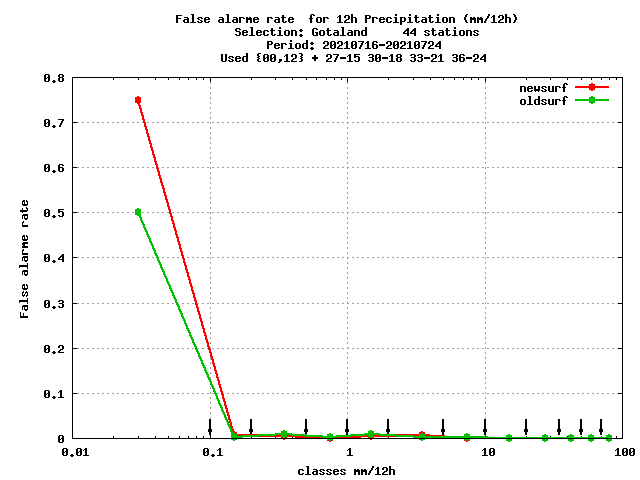 False alarme rate  for 12h Precipitation (mm/12h)
Selection: Gotaland     44 stations
Period: 20210716-20210724
Used {00,12} + 27-15 30-18 33-21 36-24
newsurf
oldsurf
0.8
0.7
0.6
0.5
0.4
0.3
0.2
0.1
0
False alarme rate
0.01 0.1 1 10 100
classes mm/12h